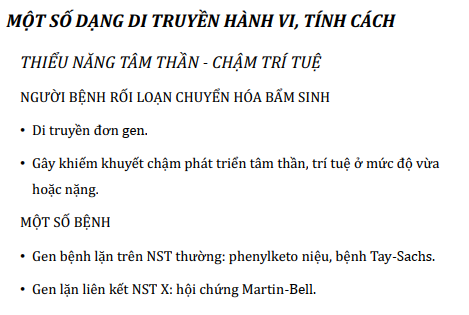 MỘT SỐ DẠNG DI TRUYỀN HÀNH VI, TÍNH CÁCH
THIỂU NĂNG TÂM THẦN - CHẬM TRÍ TUỆ
NGƯỜI BỆNH RỐI LOẠN CHUYỂN HÓA BẨM SINH
• Di truyền đơn gen.
• Gây khiếm khuyết chậm phát triển tâm thần, trí tuệ ở mức độ vừa
hoặc nặng.
MỘT SỐ BỆNH
• Gen bệnh lặn trên NST thường: phenylketo niệu, bệnh Tay-Sachs.
• Gen lặn liên kết NST X: hội chứng Martin-Bell.